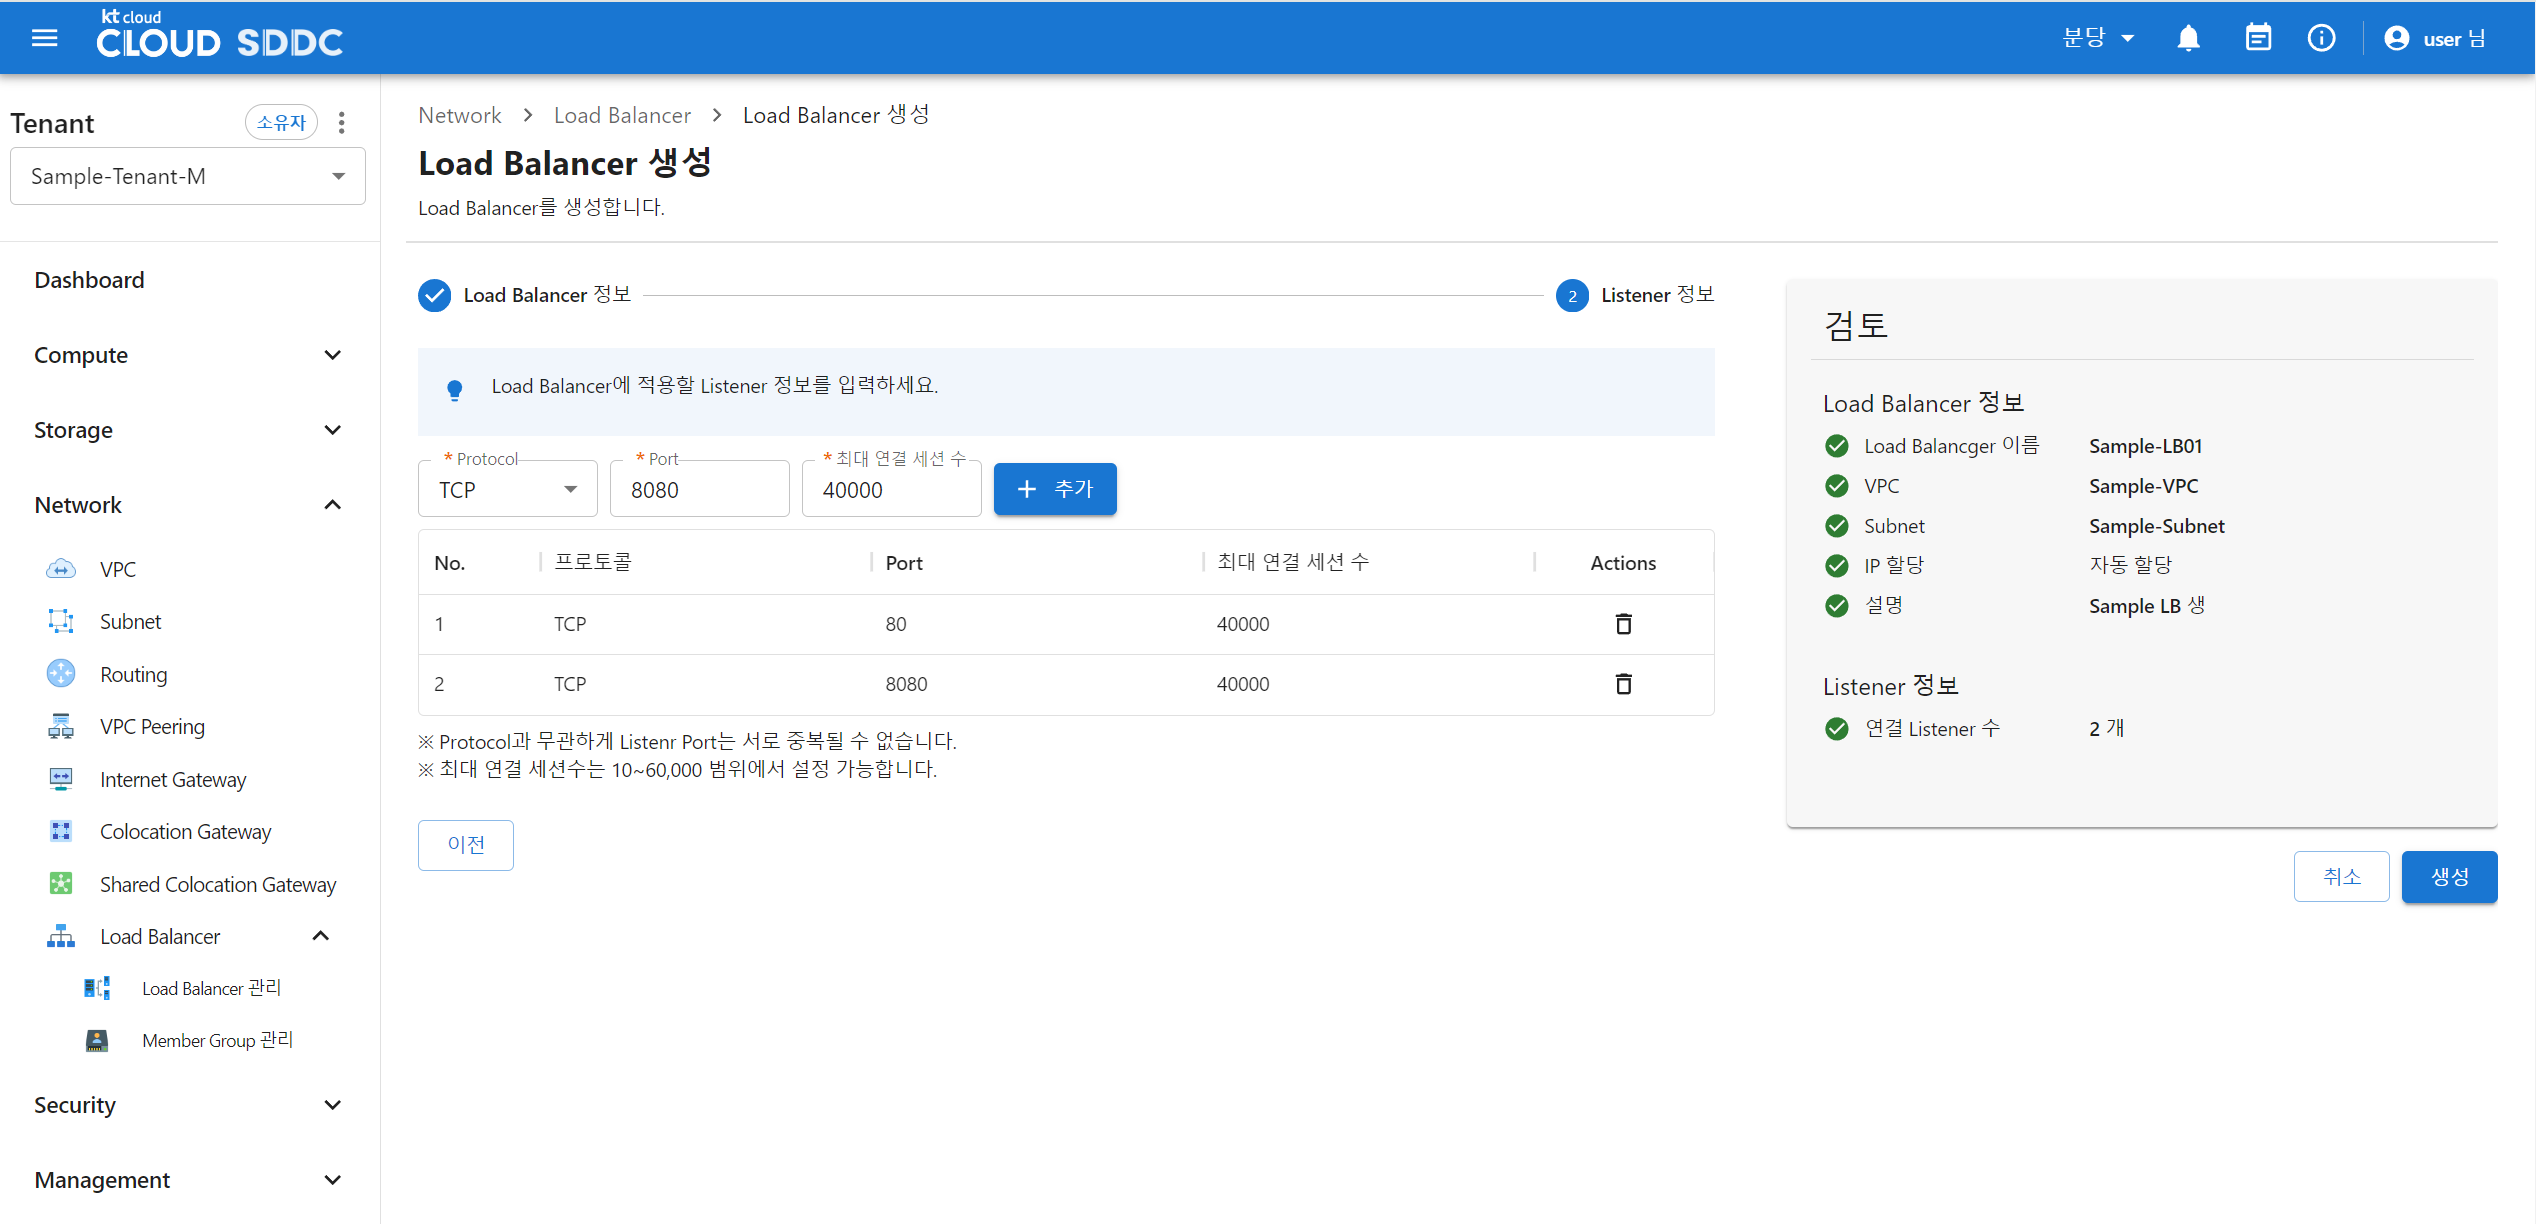 kt cloud
CLOUD SDDC
분당
user 님
Tenant
소유자
Sample-Tenant-M
Dashboard
Compute
Storage
Network
VPC
Subnet
Routing
VPC Peering
Internet Gateway
Colocation Gateway
Shared Colocation Gateway
Load Balancer
Load Balancer 관리
Member Group 관리
Security
Management
Network > Load Balancer > Load Balancer 생성
Load Balancer 생성
Load Balancer를 생성합니다.
Load Balancer 정보
2 Listener 정보
Load Balancer에 적용할 Listener 정보를 입력하세요.
* Protocol * Port * 최대 연결 세션 수
TCP 8080 40000 + 추가
No. 프로토콜 Port 최대 연결 세션 수 Actions
1 TCP 80 40000
2 TCP 8080 40000
※ Protocol과 무관하게 Listenr Port는 서로 중복될 수 없습니다.
※ 최대 연결 세션수는 10~60,000 범위에서 설정 가능합니다.
이전
검토
Load Balancer 정보
Load Balancger 이름 Sample-LB01
VPC Sample-VPC
Subnet Sample-Subnet
IP 할당 자동 할당
설명 Sample LB 생
Listener 정보
연결 Listener 수 2 개
취소 생성